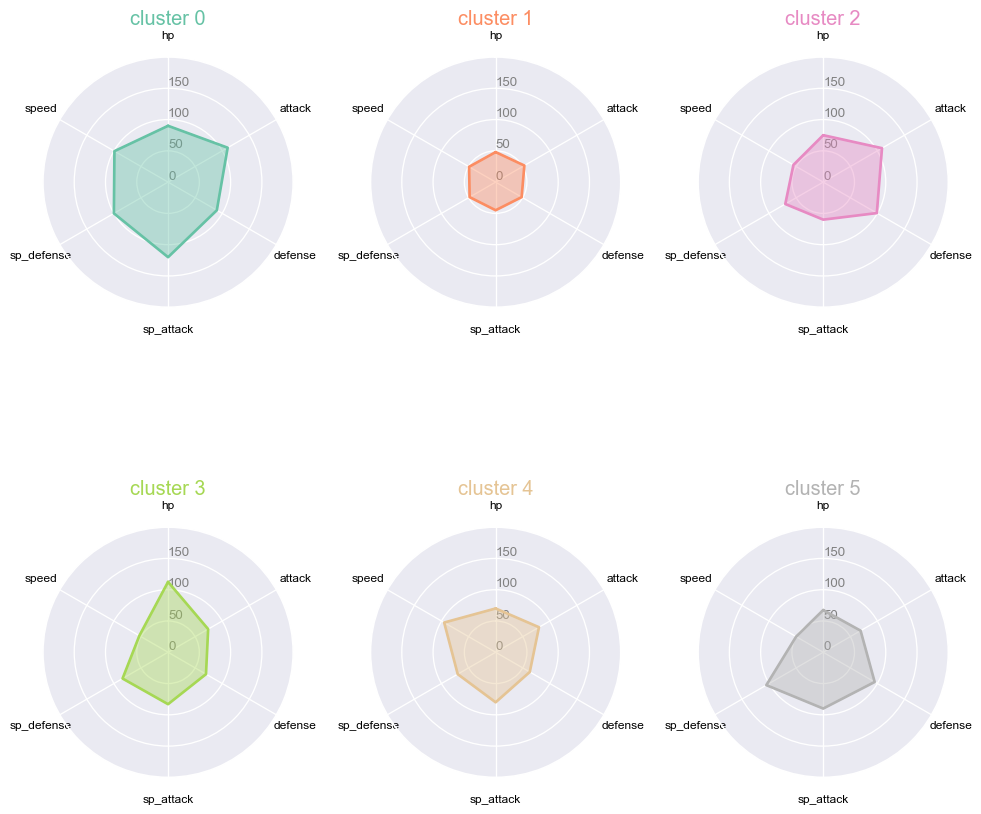 cluster 0
hp
attack
defense
sp_attack
sp_defense
speed
150
100
50
0
cluster 1
hp
attack
defense
sp_attack
sp_defense
speed
150
100
50
0
cluster 2
hp
attack
defense
sp_attack
sp_defense
speed
150
100
50
0
cluster 3
hp
attack
defense
sp_attack
sp_defense
speed
150
100
50
0
cluster 4
hp
attack
defense
sp_attack
sp_defense
speed
150
100
50
0
cluster 5
hp
attack
defense
sp_attack
sp_defense
speed
150
100
50
0